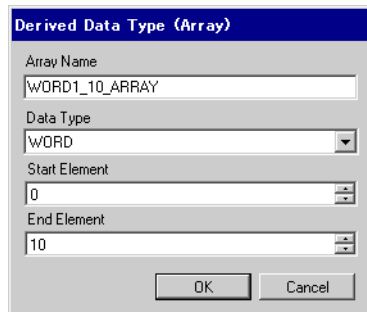 Derived Data Type (Array)
Array Name
WORD1_10_ARRAY
Data Type
WORD
Start Element
0
End Element
10
OK Cancel